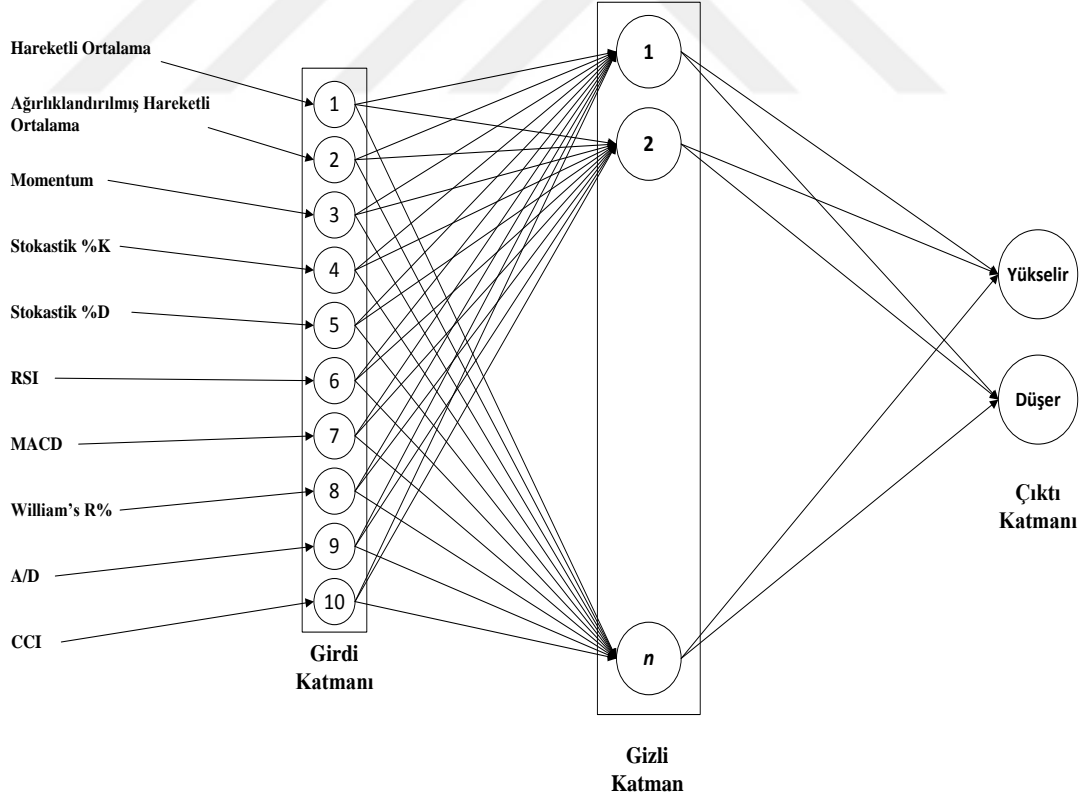 Hareketli Ortalama
Ağırlıklandırılmış Hareketli
Ortalama
Momentum
Stokastik %K
Stokastik %D
RSI
MACD
William's R%
A/D
CCI
1
2
3
4
5
6
7
8
9
10
Girdi
Katmanı
1
2
n
Gizli
Katman
Yükselir
Düşer
Çıktı
Katmanı